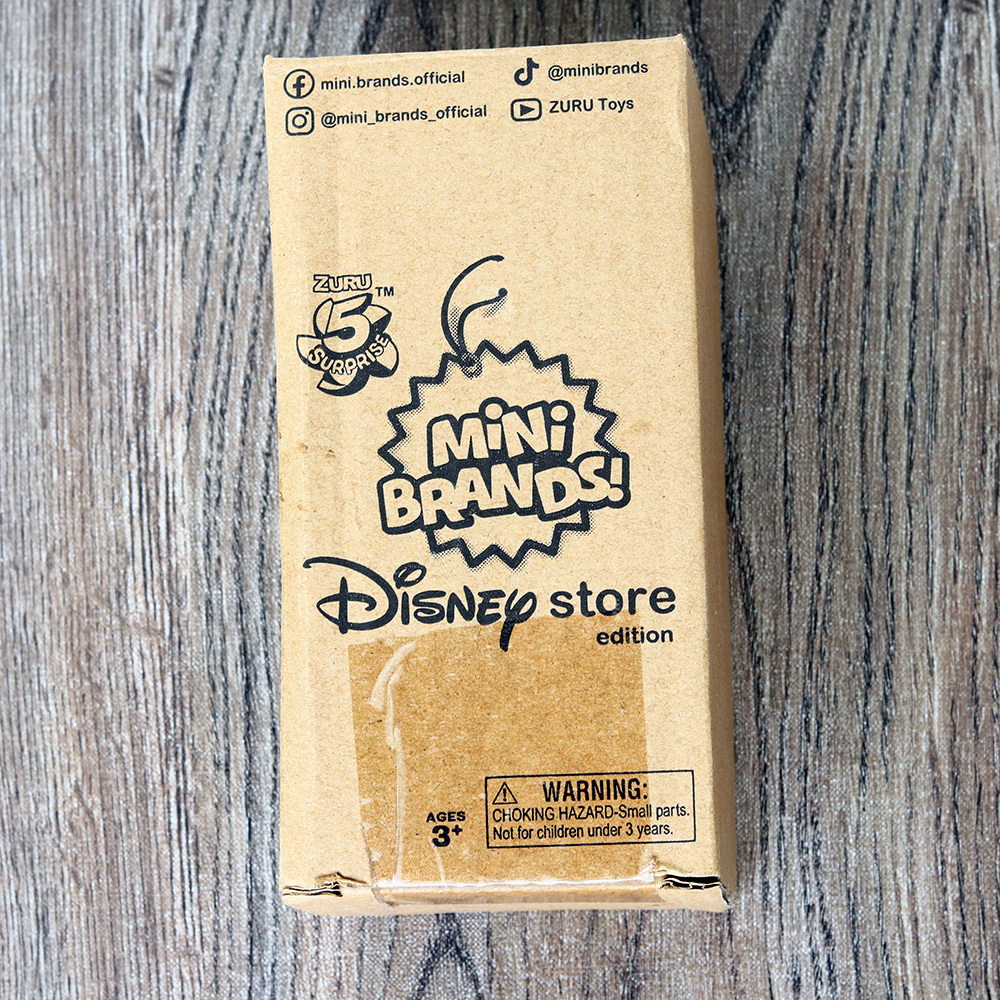 mini.brands.official
@minibrands
@mini_brands_official
ZURU Toys
ZURU
5™
SURPRISE
MiNi
BRANDS!
Disney store
edition
AGES
3+
WARNING:
CHOKING HAZARD-Small parts.
Not for children under 3 years.